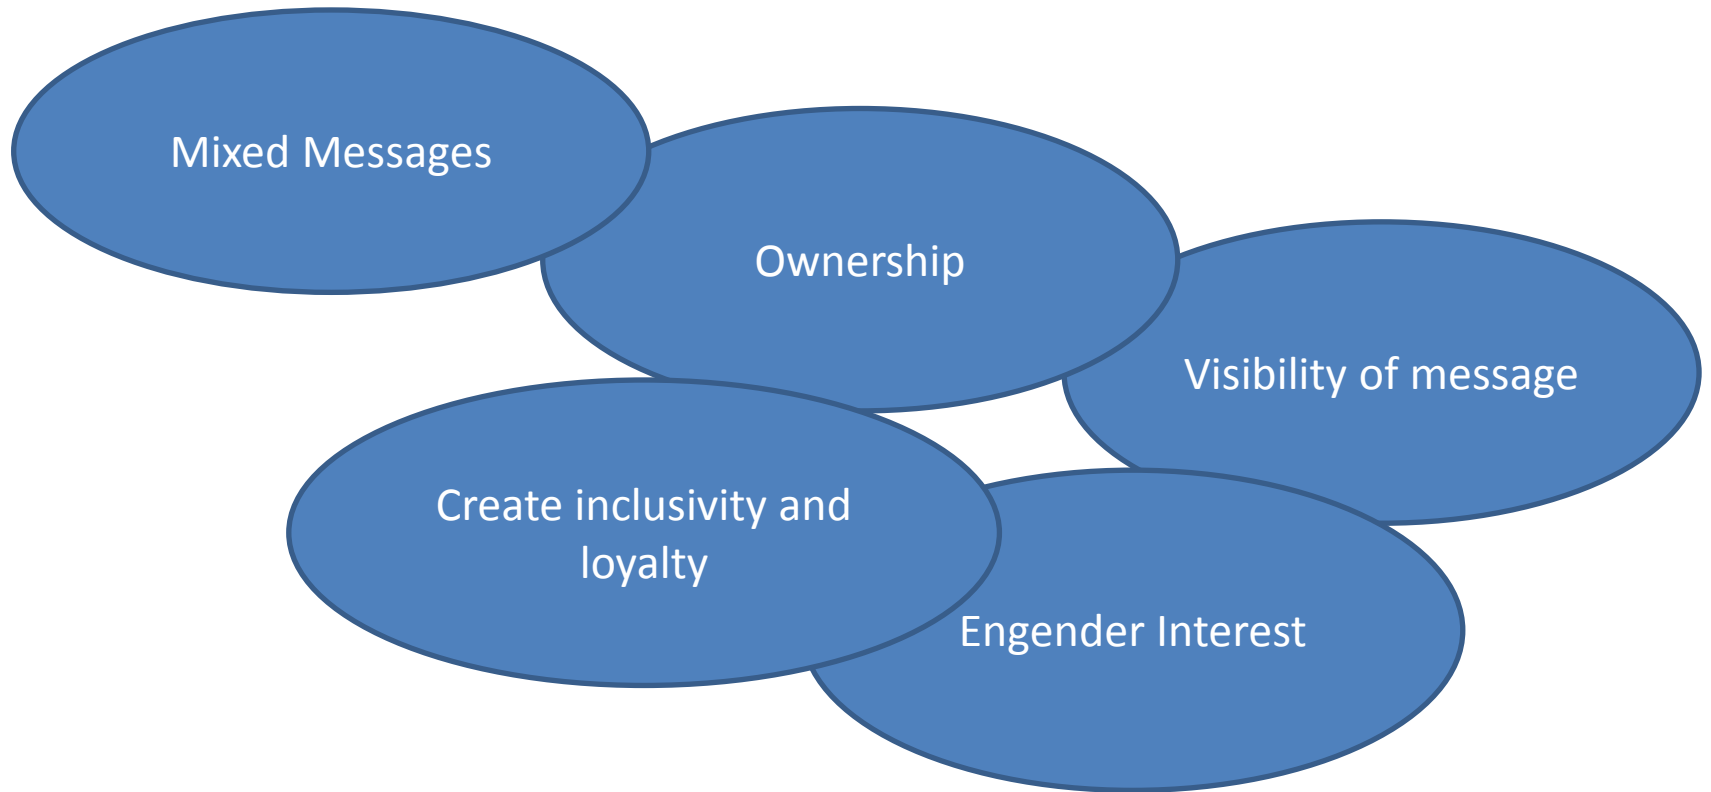 Mixed Messages
Ownership
Visibility of message
Create inclusivity and
loyalty
Engender Interest